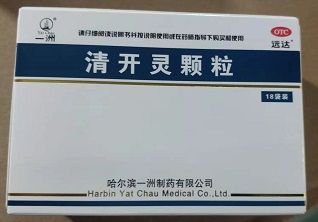 一洲
请仔细阅读说明书并按说明使用或在药师指导下购买和使用
OTC
远达
清开灵颗粒
18袋装
哈尔滨一洲制药有限公司
Harbin Yat Chau Medical Co.,Ltd.